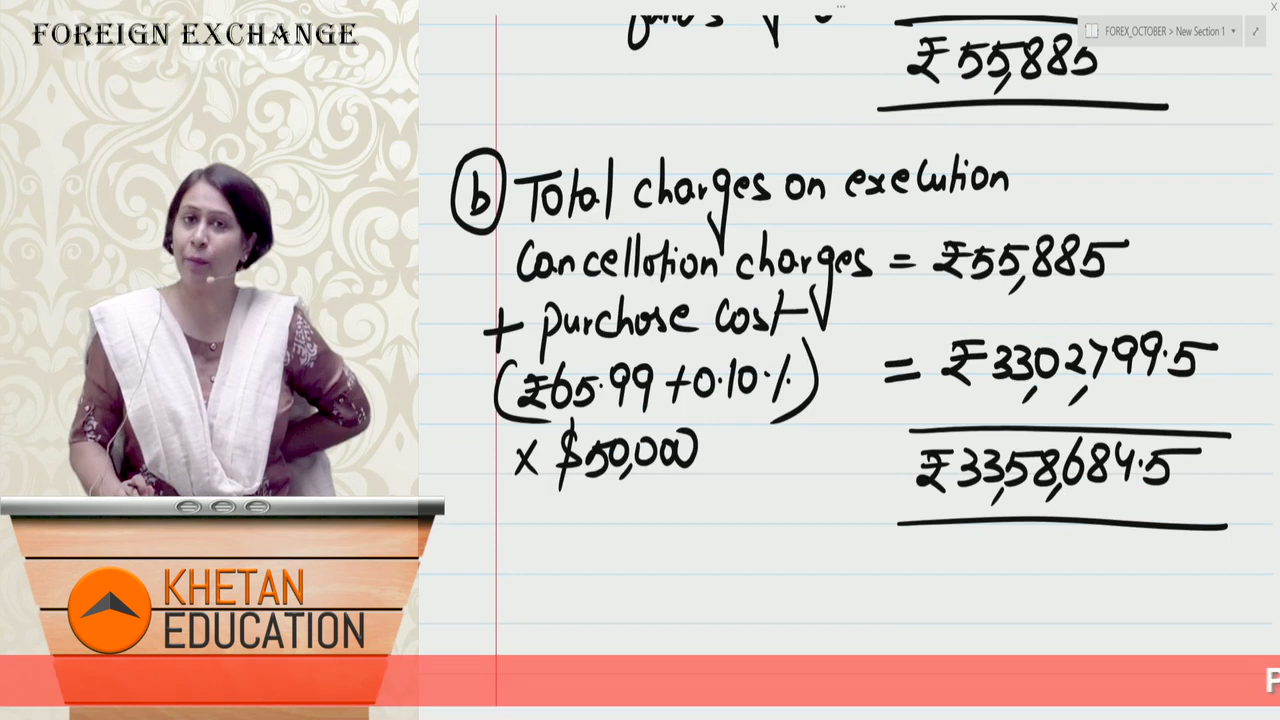 FOREIGN EXCHANGE
FOREX_OCTOBER > New Section 1
₹55,885
b Total charges on execution
Cancellation charges = ₹55,885
+ purchase cost
(₹65.99 + 0.10%) = ₹33,02,799.5
x $50,000
₹33,58,684.5
KHETAN
EDUCATION
P